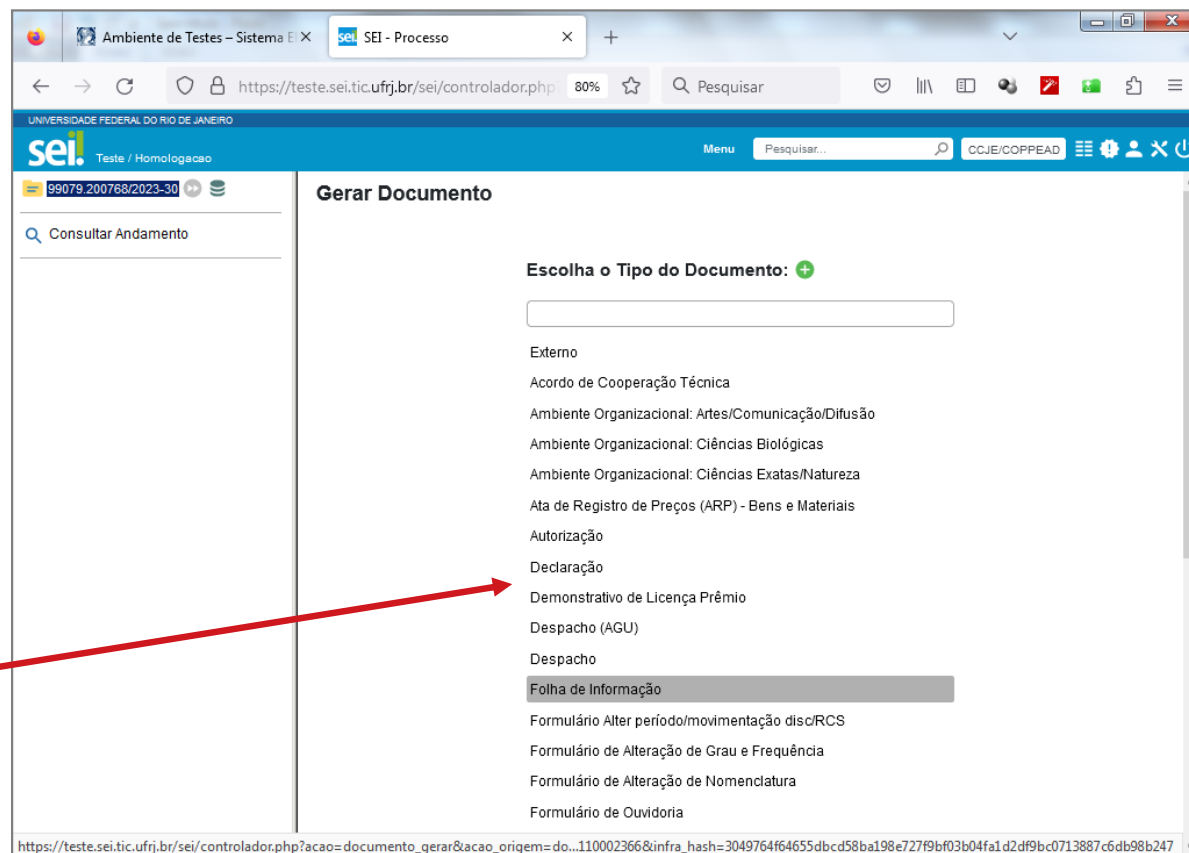 Ambiente de Testes – Sistema E
SEI - Processo
https://teste.sei.tic.ufrj.br/sei/controlador.php
80%
Pesquisar
UNIVERSIDADE FEDERAL DO RIO DE JANEIRO
sei!
Teste / Homologacao
Menu
Pesquisar...
CCJE/COPPEAD
99079.200768/2023-30
Consultar Andamento
Gerar Documento
Escolha o Tipo do Documento:
Externo
Acordo de Cooperação Técnica
Ambiente Organizacional: Artes/Comunicação/Difusão
Ambiente Organizacional: Ciências Biológicas
Ambiente Organizacional: Ciências Exatas/Natureza
Ata de Registro de Preços (ARP) - Bens e Materiais
Autorização
Declaração
Demonstrativo de Licença Prêmio
Despacho (AGU)
Despacho
Folha de Informação
Formulário Alter período/movimentação disc/RCS
Formulário de Alteração de Grau e Frequência
Formulário de Alteração de Nomenclatura
Formulário de Ouvidoria
https://teste.sei.tic.ufrj.br/sei/controlador.php?acao=documento_gerar&acao_origem=do...110002366&infra_hash=3049764f64655dbcd58ba198e727f9bf03b04fa1d2df9bc0713887c6db98b247